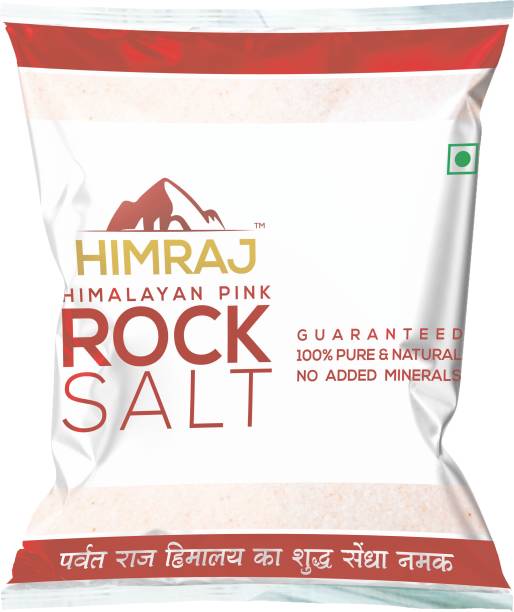 ™
HIMRAJ
HIMALAYAN PINK
ROCK
SALT
GUARANTEED
100% PURE & NATURAL
NO ADDED MINERALS
पर्वत राज हिमालय का शुद्ध सेंधा नमक